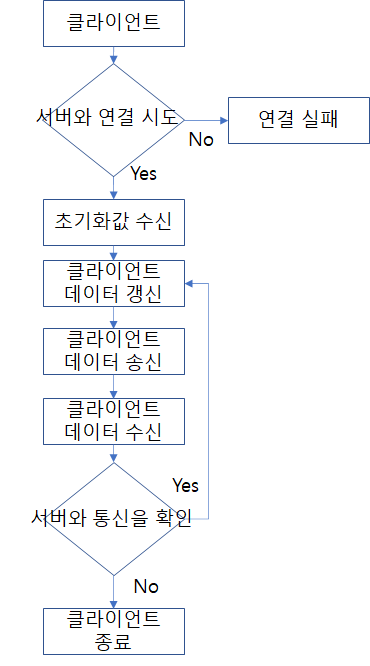 클라이언트
서버와 연결 시도
연결 실패
No
Yes
초기화값 수신
클라이언트
데이터 갱신
클라이언트
데이터 송신
클라이언트
데이터 수신
Yes
서버와 통신을 확인
No
클라이언트
종료